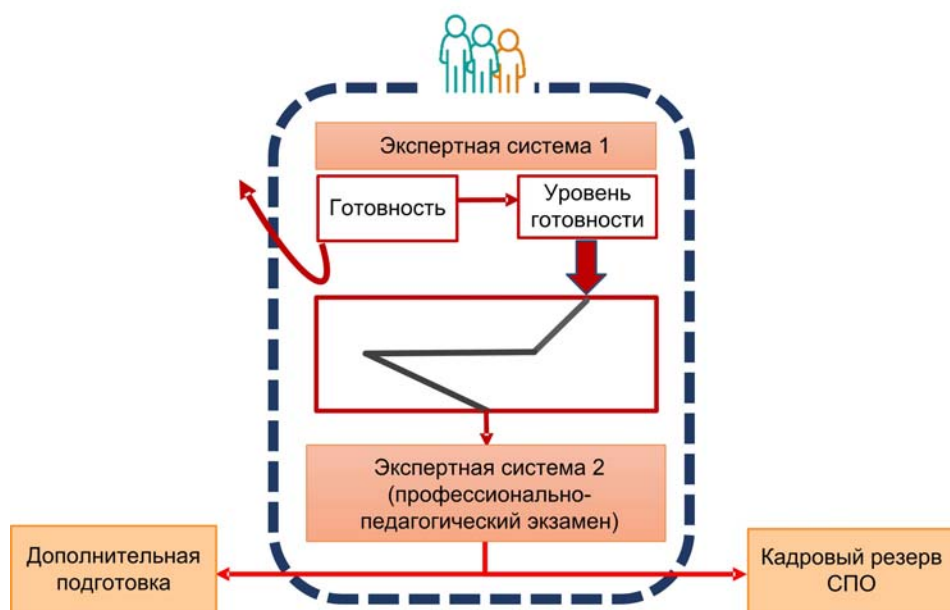 Экспертная система 1
Готовность
Уровень
готовности
Экспертная система 2
(профессионально-
педагогический экзамен)
Дополнительная
подготовка
Кадровый резерв
СПО